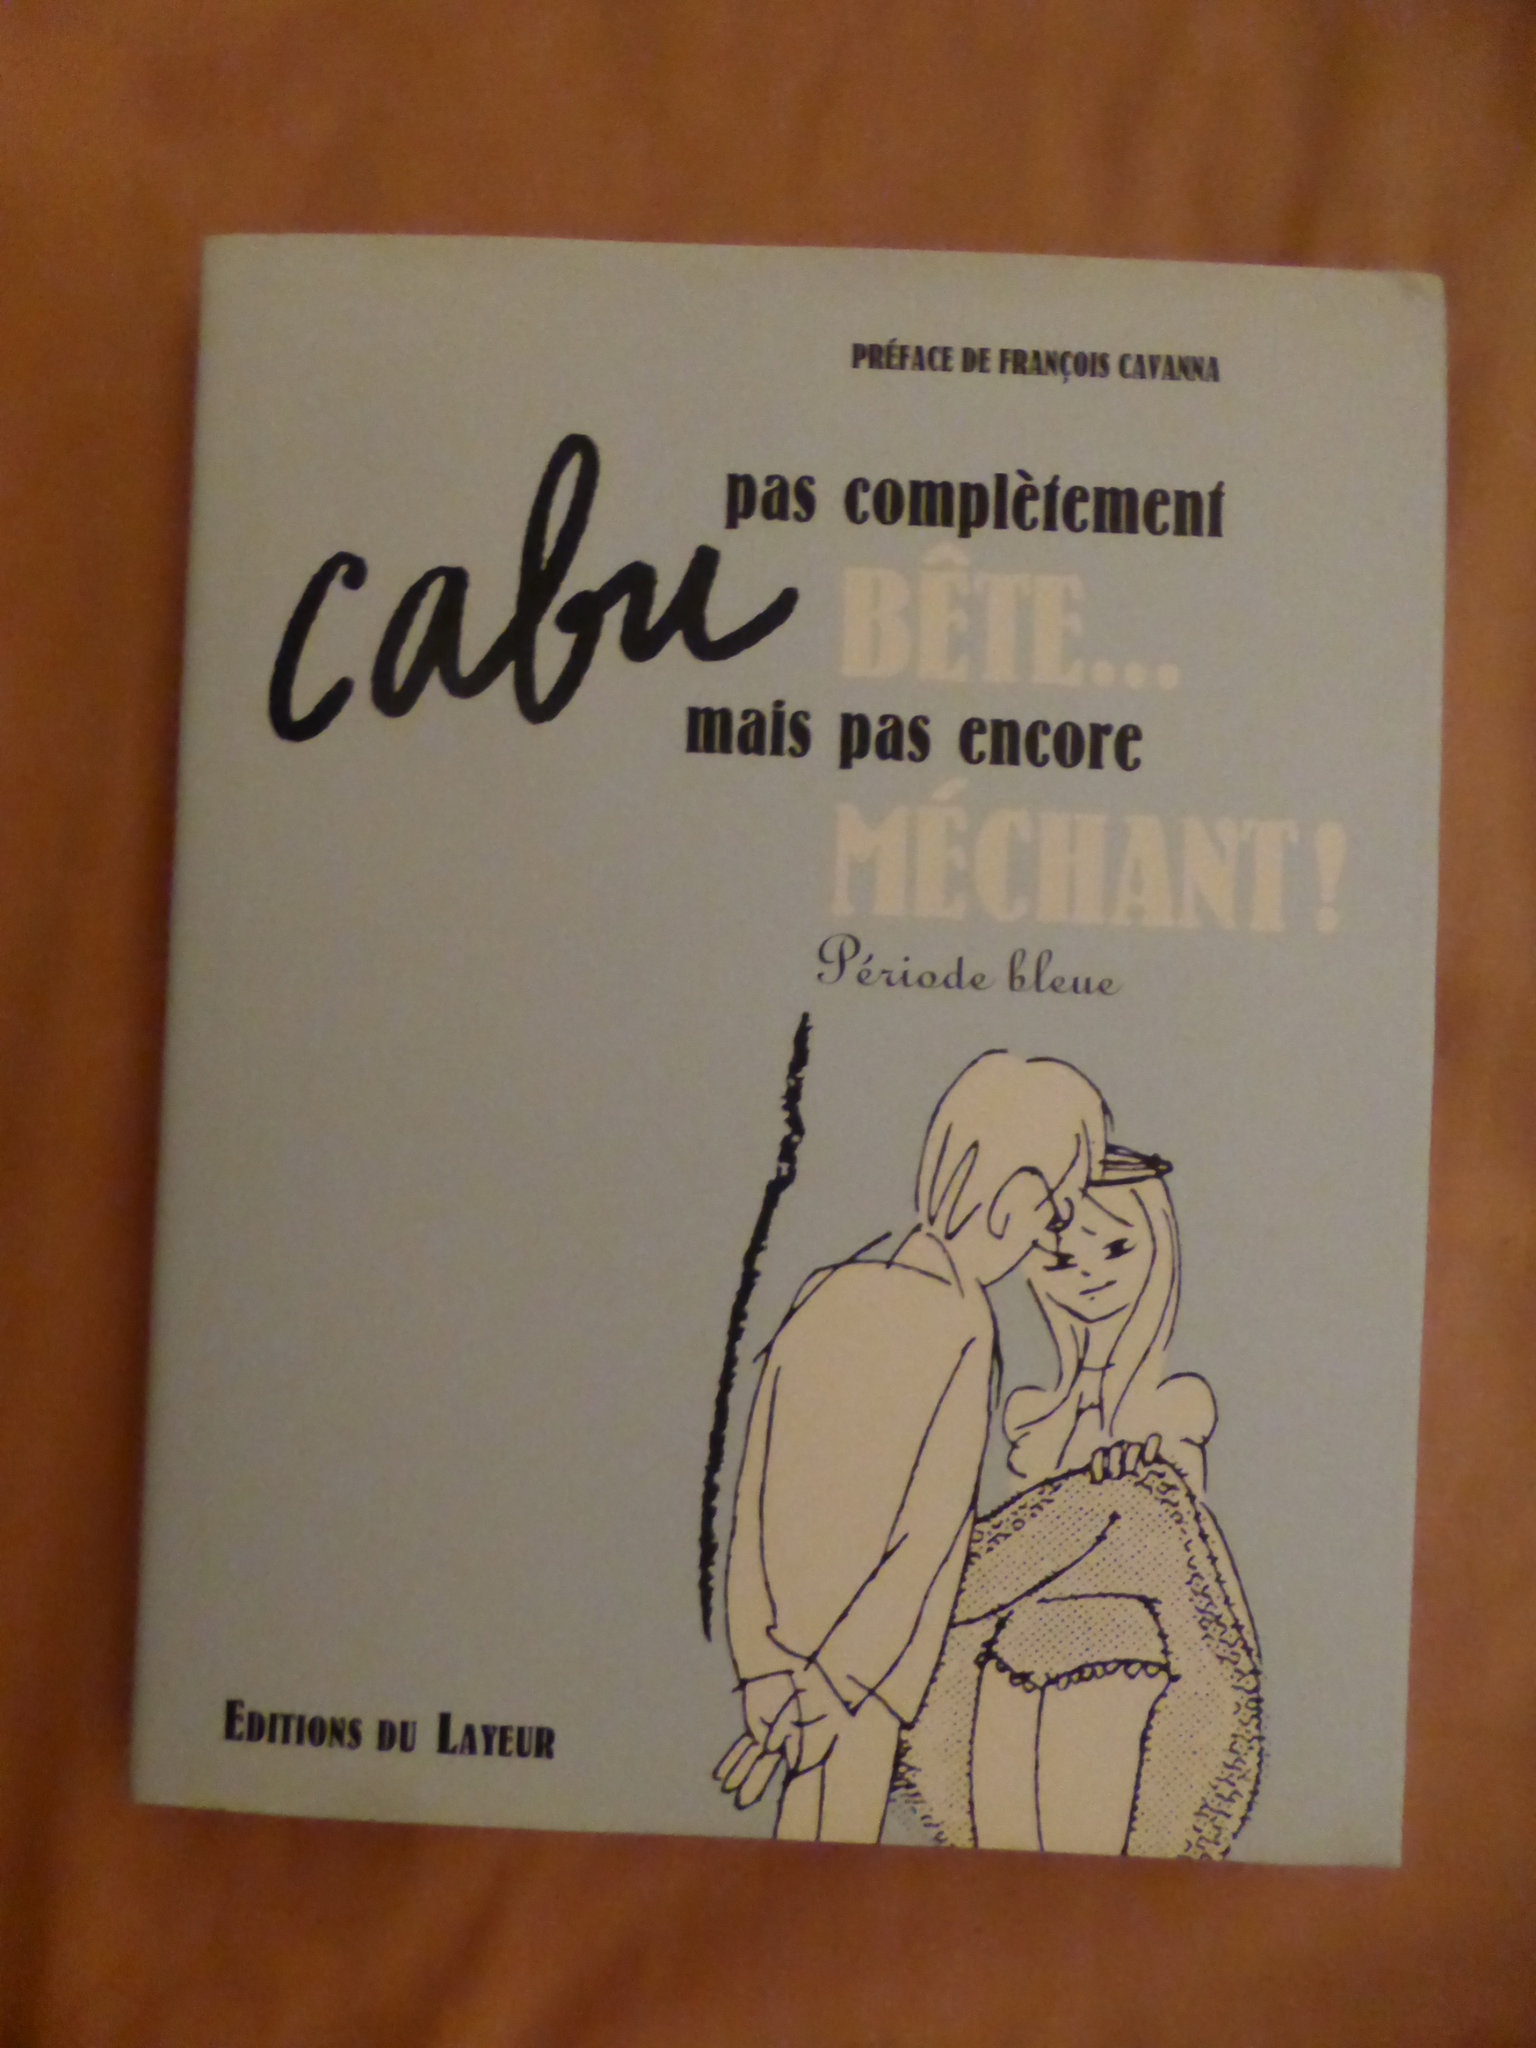 PRÉFACE DE FRANÇOIS CAVANNA
cabu
pas complètement
BÊTE...
mais pas encore
MÉCHANT !
Période bleue
EDITIONS DU LAYEUR